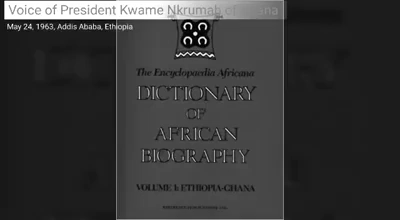 Voice of President Kwame Nkrumah of Ghana
May 24, 1963, Addis Ababa, Ethiopia
The Encyclopaedia Africana
DICTIONARY
OF
AFRICAN
BIOGRAPHY
VOLUME I: ETHIOPIA-GHANA